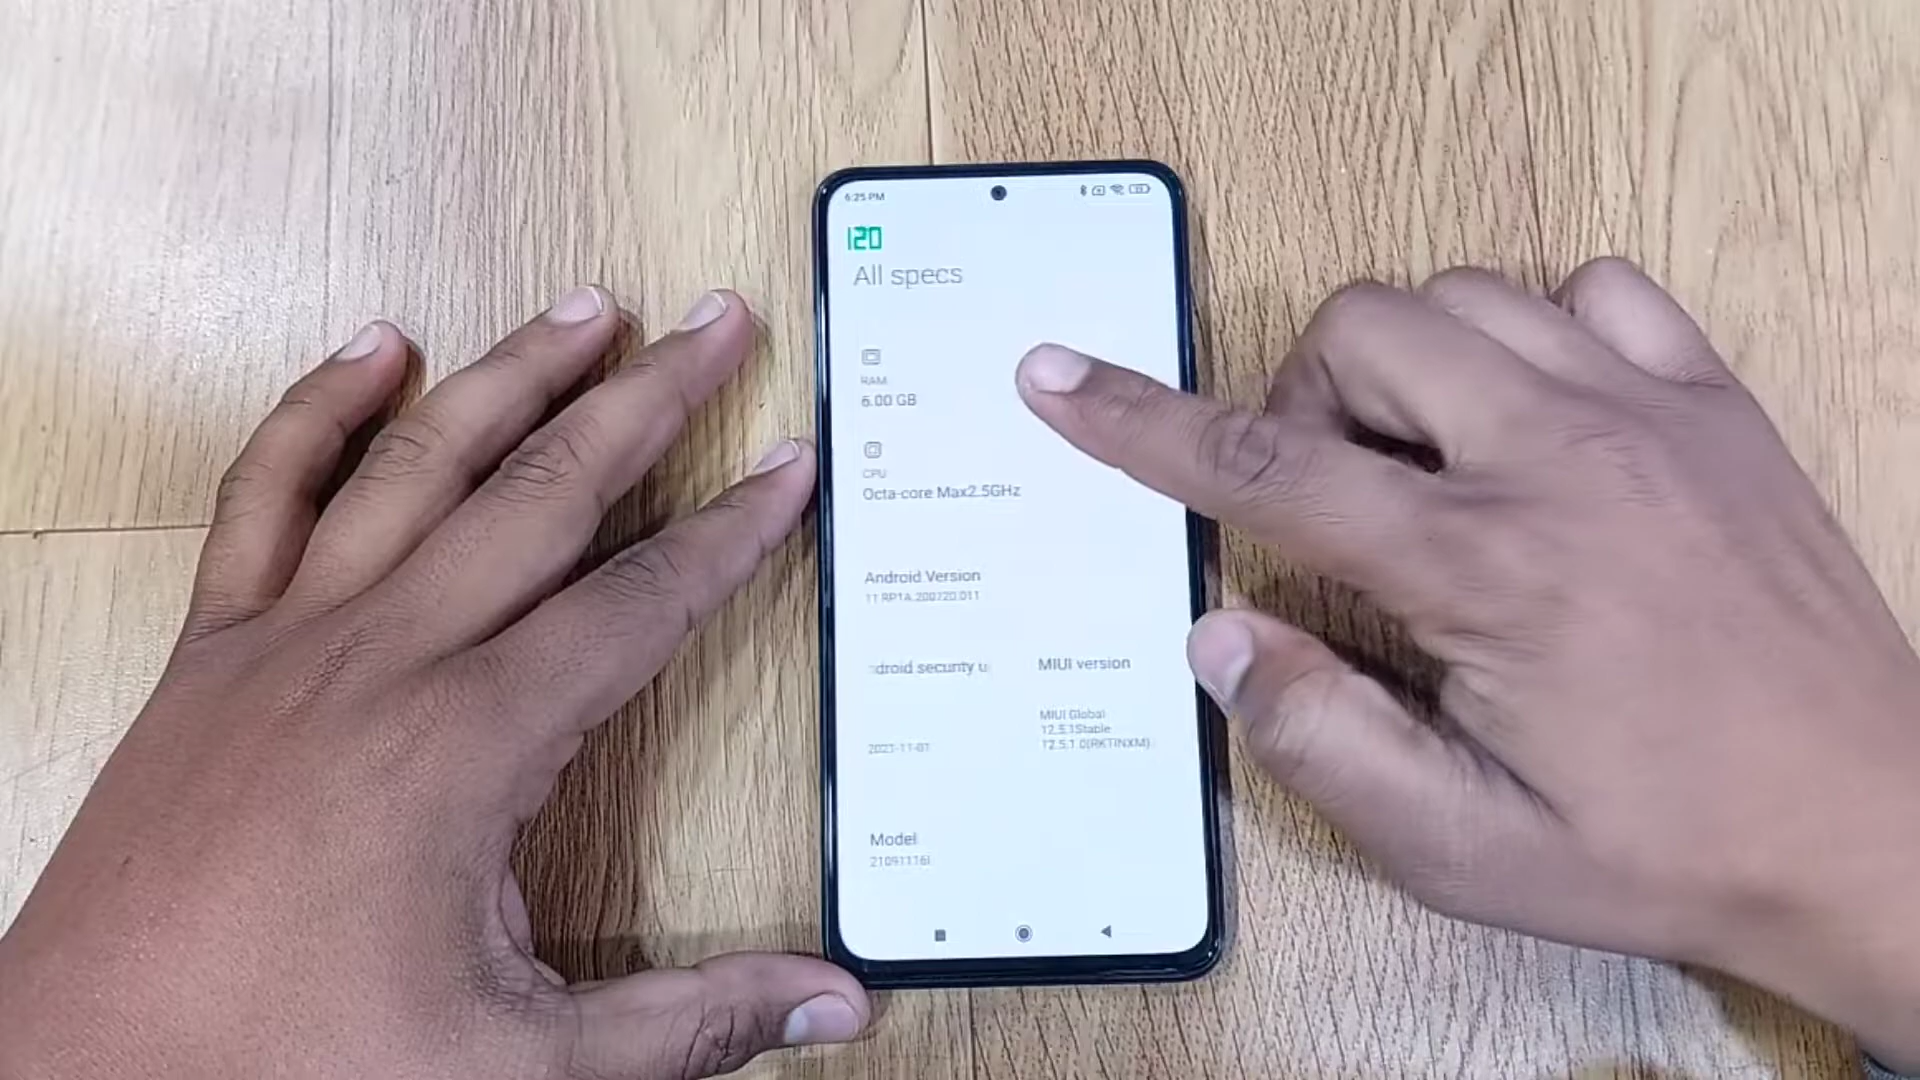 6:25 PM
120
All specs
RAM
6.00 GB
CPU
Octa-core Max2.5GHz
Android Version
11 RP1A.200720.011
droid security u
MIUI version
MIUI Global
12.5.1Stable
12.5.1.0(RKTINXM)
2021-11-01
Model
21091116I